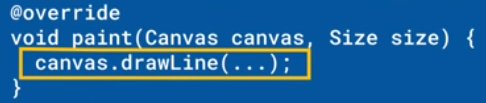 @override
void paint(Canvas canvas, Size size) {
  canvas.drawLine(...);
}